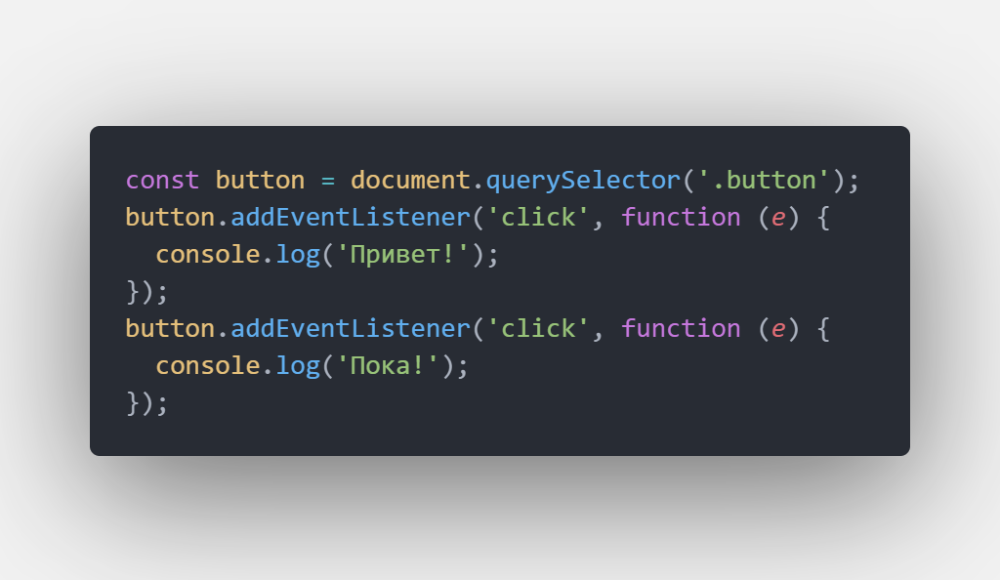 const button = document.querySelector('.button');
button.addEventListener('click', function (e) {
  console.log('Привет!');
});
button.addEventListener('click', function (e) {
  console.log('Пока!');
});